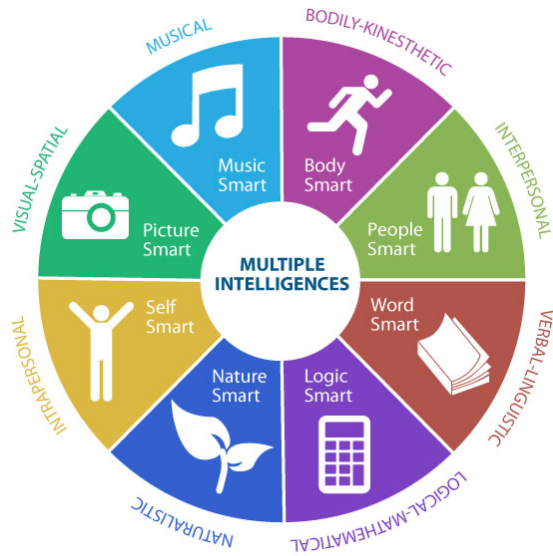 MUSICAL
BODILY-KINESTHETIC
INTERPERSONAL
VERBAL-LINGUISTIC
LOGICAL-MATHEMATICAL
NATURALISTIC
INTRAPERSONAL
VISUAL-SPATIAL
Music
Smart
Body
Smart
People
Smart
Word
Smart
Logic
Smart
Nature
Smart
Self
Smart
Picture
Smart
MULTIPLE
INTELLIGENCES